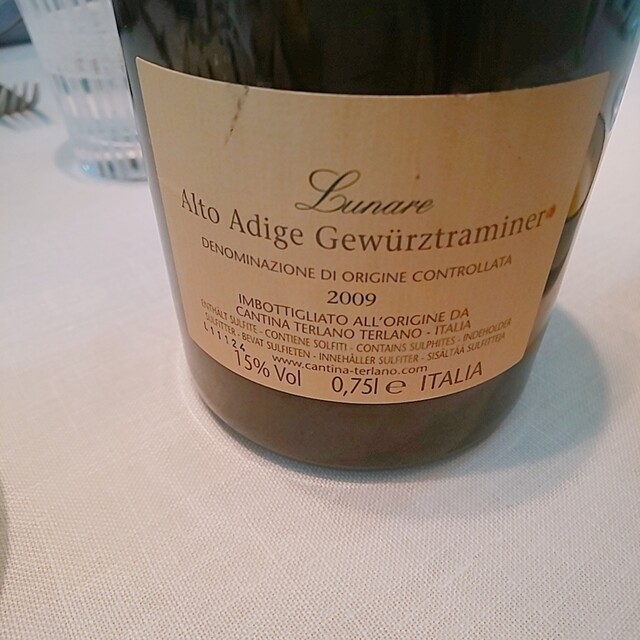 Lunare
Alto Adige Gewürztraminer
DENOMINAZIONE DI ORIGINE CONTROLLATA
2009
IMBOTTIGLIATO ALL'ORIGINE DA
CANTINA TERLANO TERLANO - ITALIA
ENTHÄLT SULFITE - CONTIENE SOLFITI - CONTAINS SULPHITES - INDEHOLDER
SULFITTER - BEVAT SULFIETEN - INNEHÅLLER SULFITER - SISÄLTÄÄ SULFITTEJA
L11124 www.cantina-terlano.com
15% Vol 0,75l e ITALIA